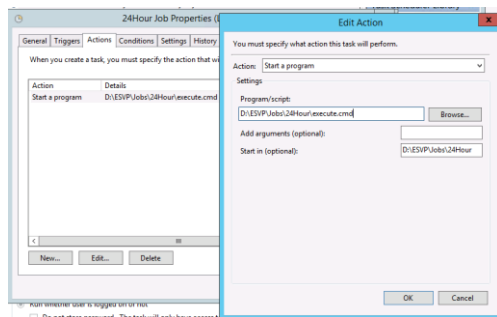 24Hour Job Properties (L
General Triggers Actions Conditions Settings History
When you create a task, you must specify the action that wi
Action Details
Start a program D:\ESVP\Jobs\24Hour\execute.cmd
New... Edit... Delete
Run whether user is logged on or not
Edit Action
x
You must specify what action this task will perform.
Action: Start a program
Settings
Program/script:
D:\ESVP\Jobs\24Hour\execute.cmd
Browse...
Add arguments (optional):
Start in (optional):
D:\ESVP\Jobs\24Hour
OK Cancel